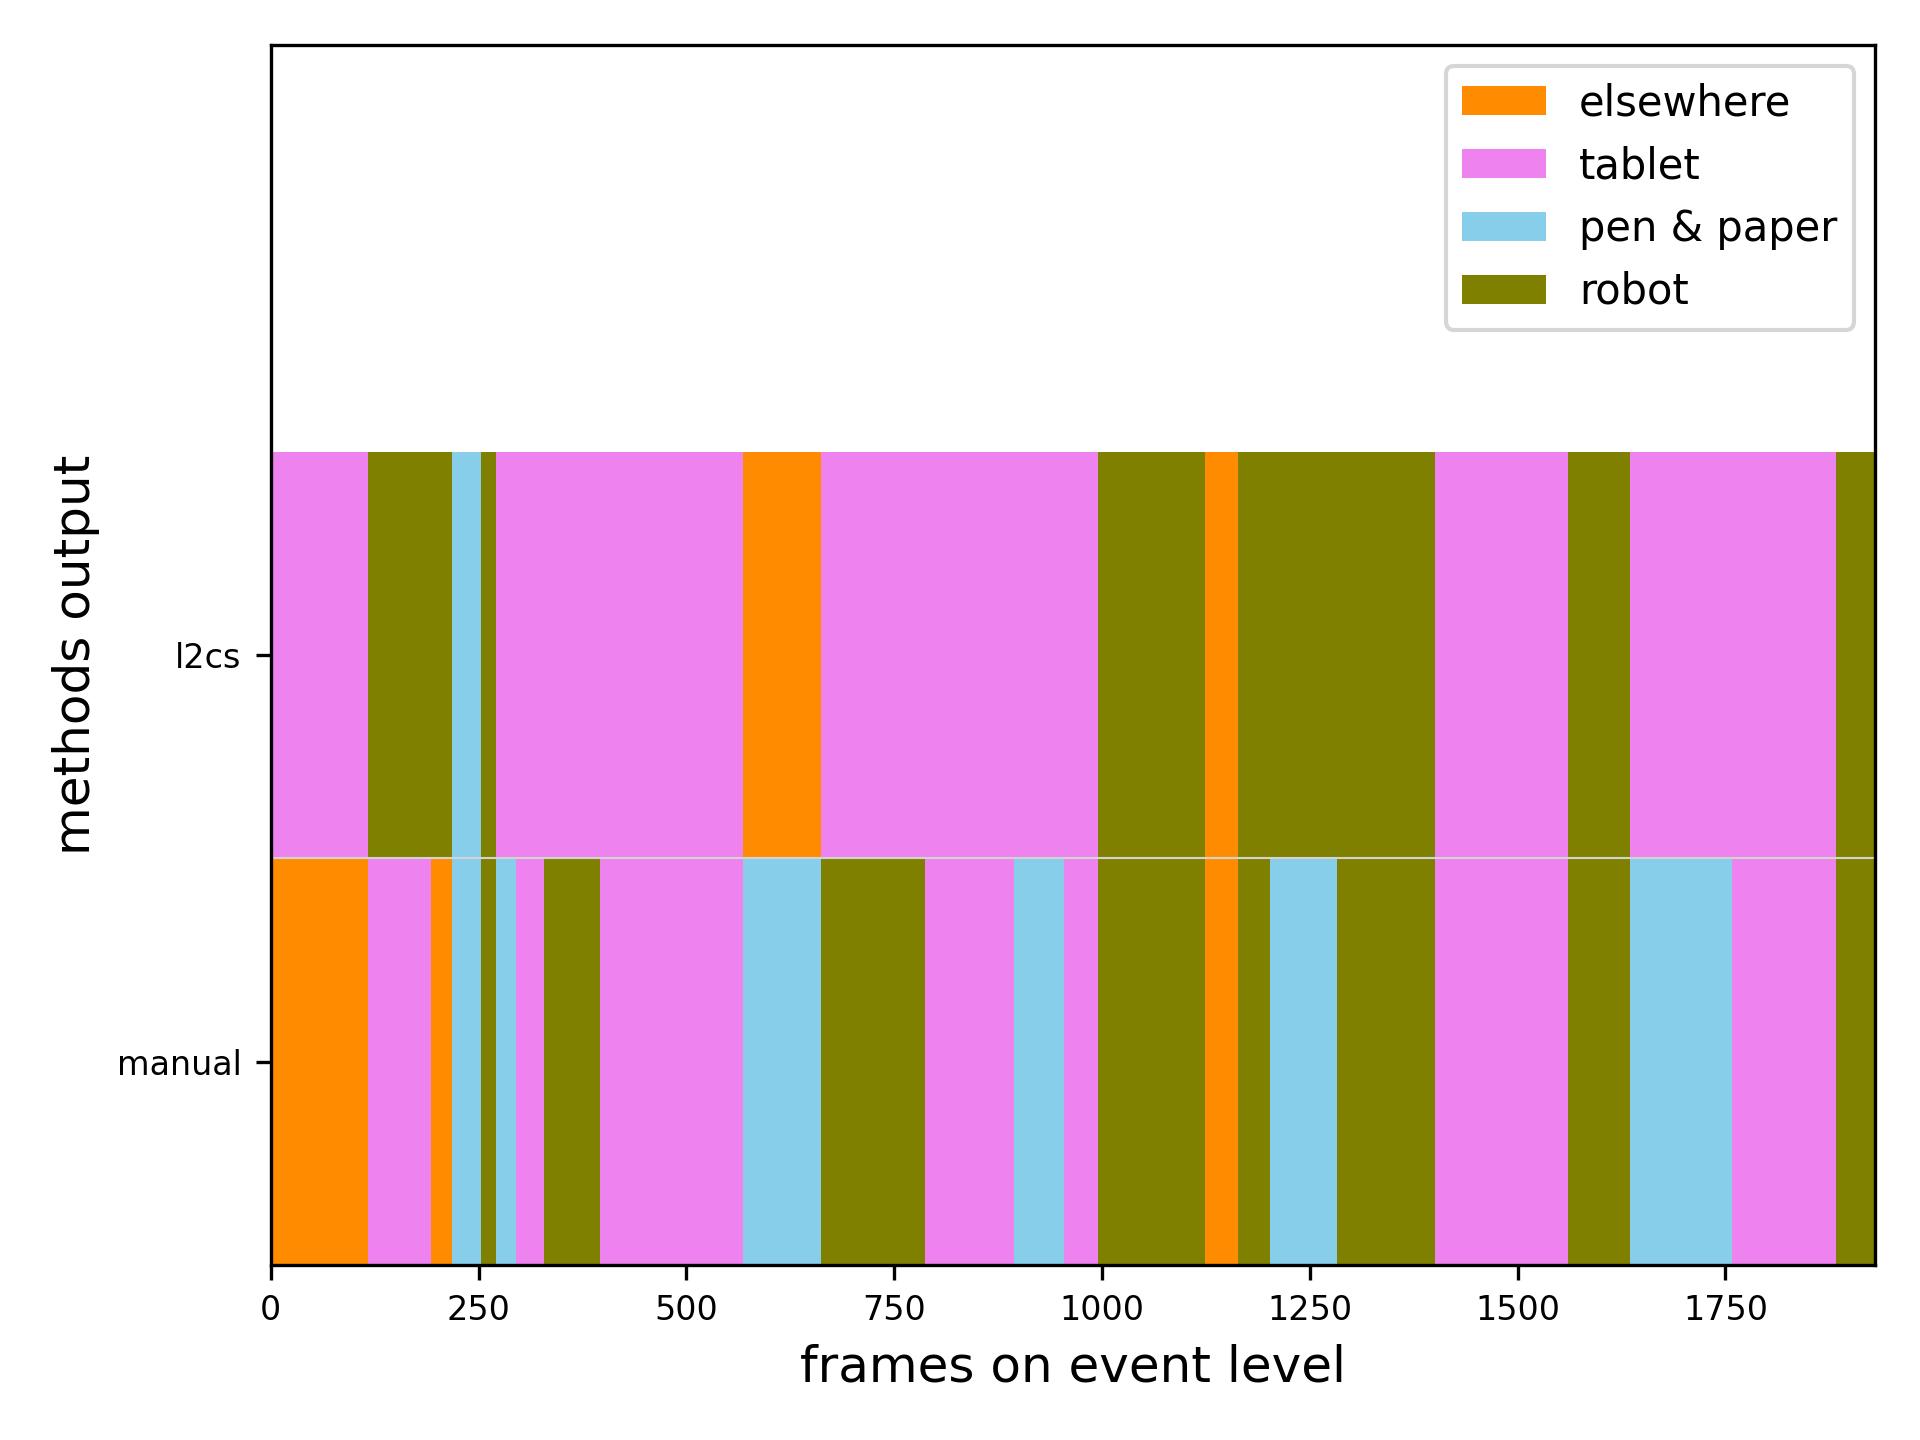 elsewhere
tablet
pen & paper
robot
methods output
l2cs
manual
0 250 500 750 1000 1250 1500 1750
frames on event level